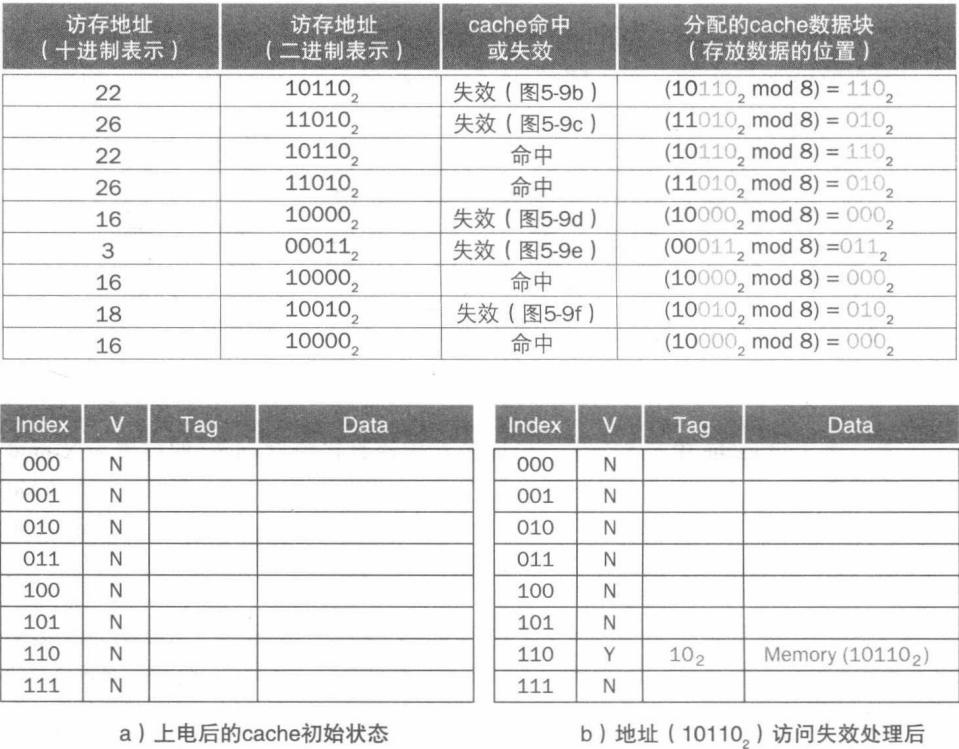 访存地址（十进制表示） 访存地址（二进制表示） cache命中或失效 分配的cache数据块（存放数据的位置）
22 10110₂ 失效（图5-9b） (10110₂ mod 8) = 110₂
26 11010₂ 失效（图5-9c） (11010₂ mod 8) = 010₂
22 10110₂ 命中 (10110₂ mod 8) = 110₂
26 11010₂ 命中 (11010₂ mod 8) = 010₂
16 10000₂ 失效（图5-9d） (10000₂ mod 8) = 000₂
3 00011₂ 失效（图5-9e） (00011₂ mod 8) =011₂
16 10000₂ 命中 (10000₂ mod 8) = 000₂
18 10010₂ 失效（图5-9f） (10010₂ mod 8) = 010₂
16 10000₂ 命中 (10000₂ mod 8) = 000₂
Index V Tag Data
000 N
001 N
010 N
011 N
100 N
101 N
110 N
111 N
a）上电后的cache初始状态
Index V Tag Data
000 N
001 N
010 N
011 N
100 N
101 N
110 Y 10₂ Memory (10110₂)
111 N
b）地址（10110₂）访问失效处理后